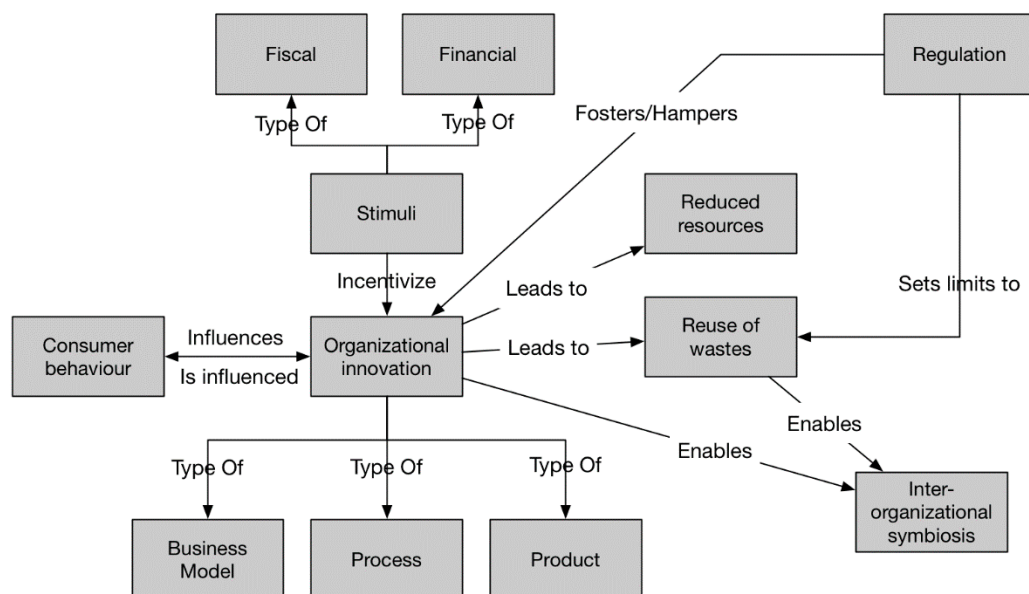 Fiscal
Financial
Regulation
Type Of
Type Of
Fosters/Hampers
Stimuli
Reduced
resources
Incentivize
Leads to
Sets limits to
Consumer
behaviour
Influences
Is influenced
Organizational
innovation
Leads to
Reuse of
wastes
Enables
Enables
Type Of
Type Of
Type Of
Inter-
organizational
symbiosis
Business
Model
Process
Product